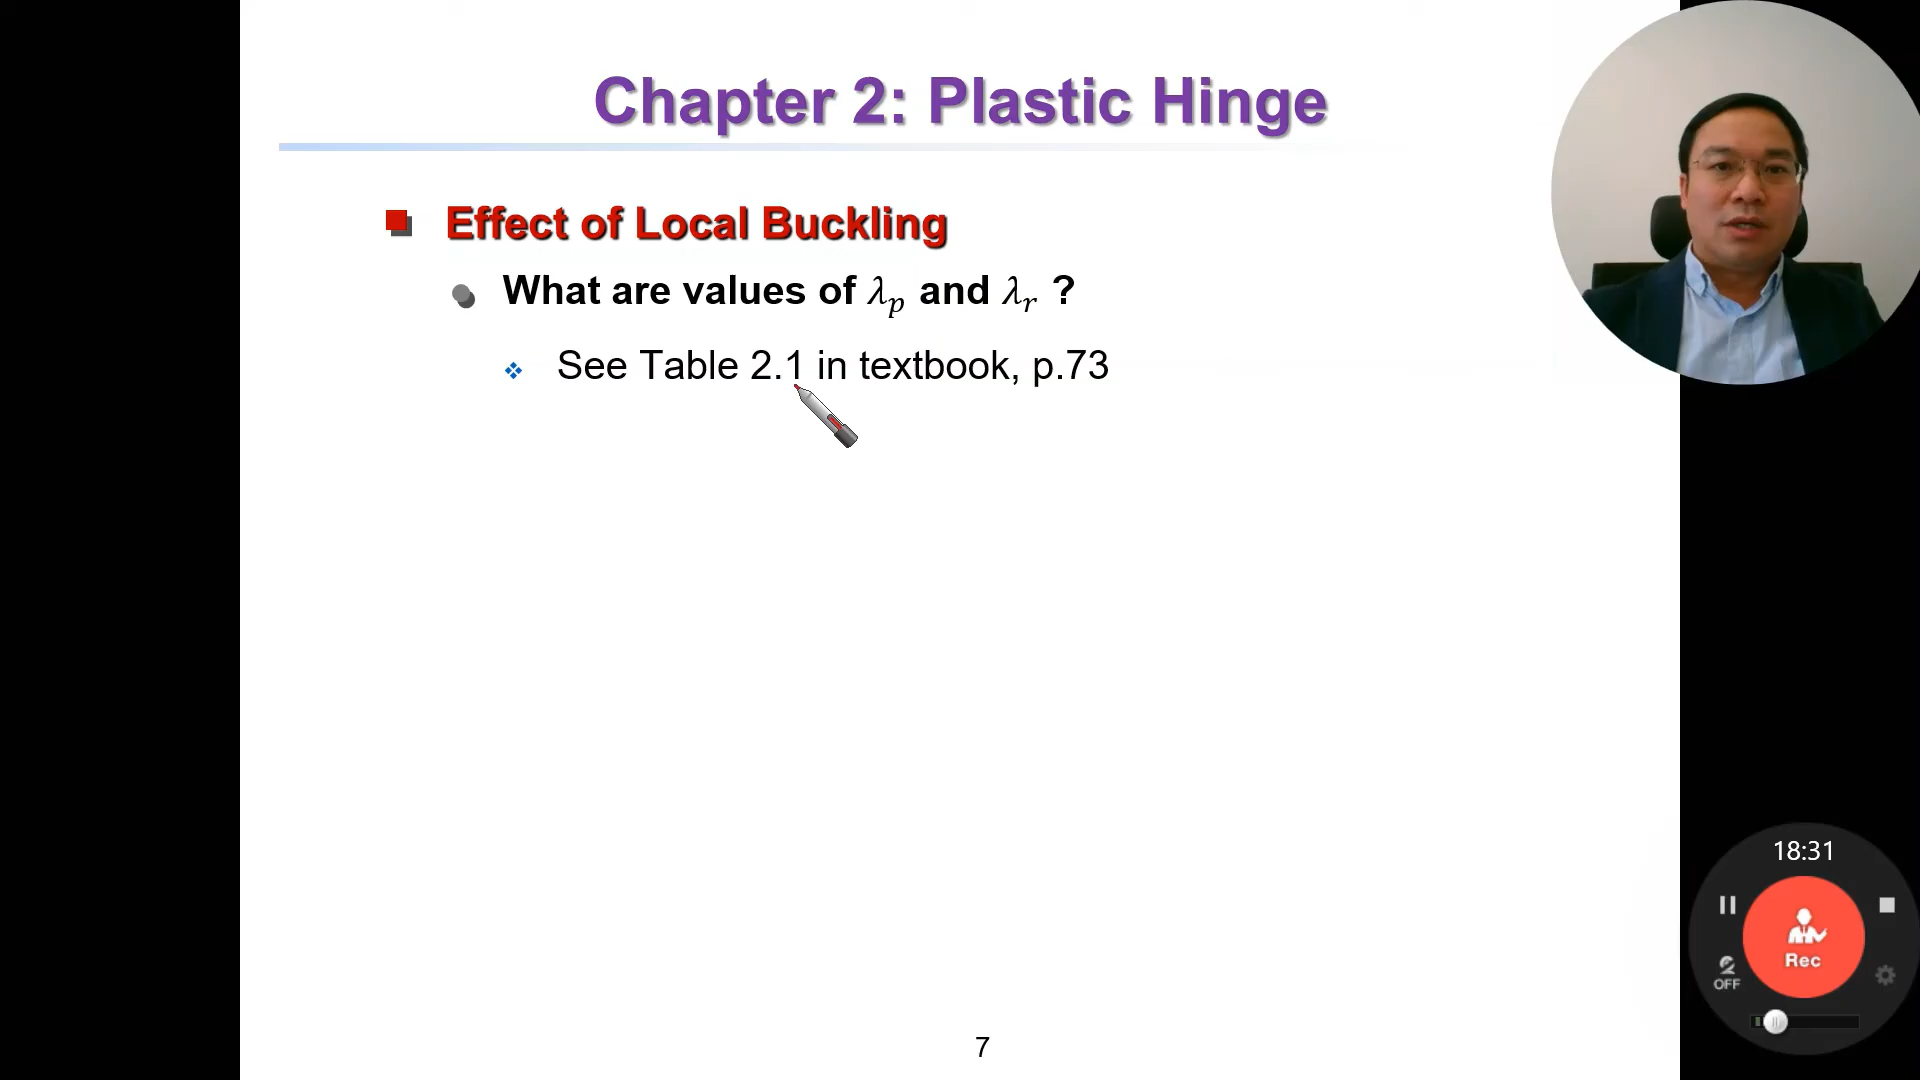 Chapter 2: Plastic Hinge
Effect of Local Buckling
What are values of λp and λr ?
See Table 2.1 in textbook, p.73
18:31
Rec
OFF
7